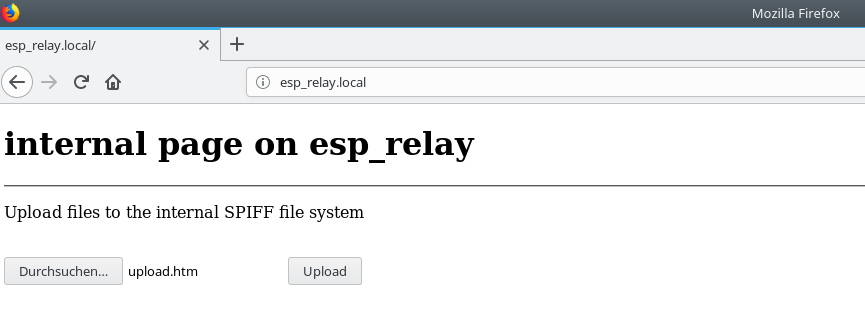 Mozilla Firefox
esp_relay.local/
esp_relay.local
internal page on esp_relay
Upload files to the internal SPIFF file system
Durchsuchen... upload.htm Upload